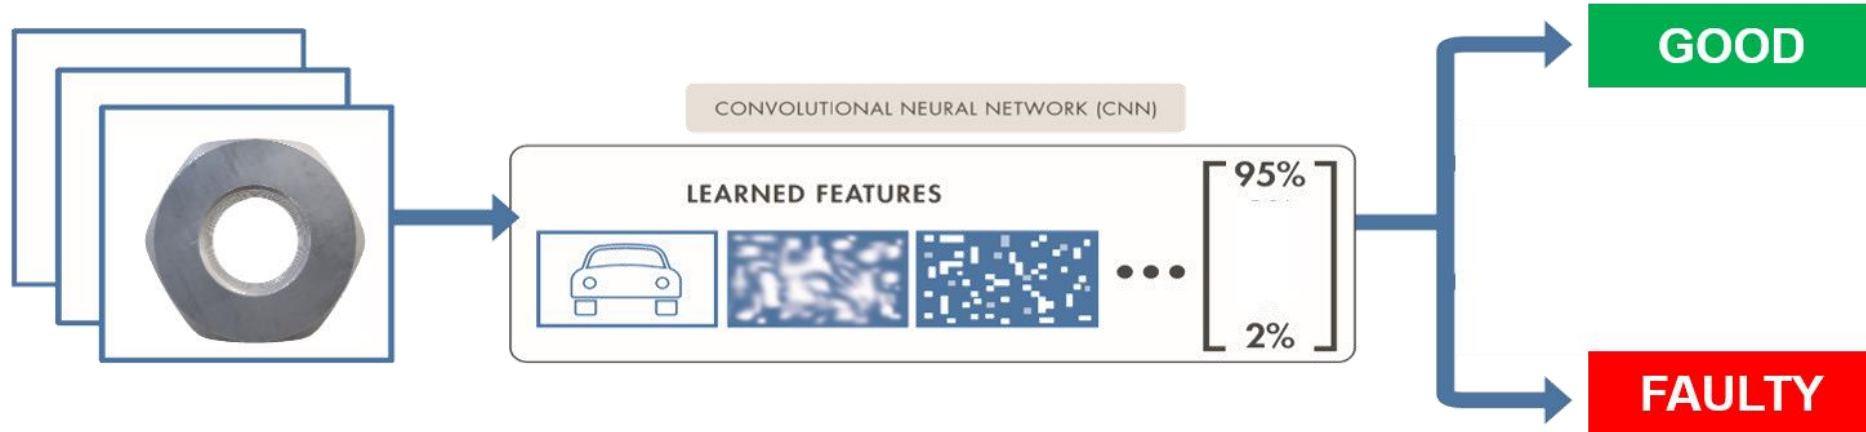 CONVOLUTIONAL NEURAL NETWORK (CNN)
LEARNED FEATURES
95%
2%
GOOD
FAULTY